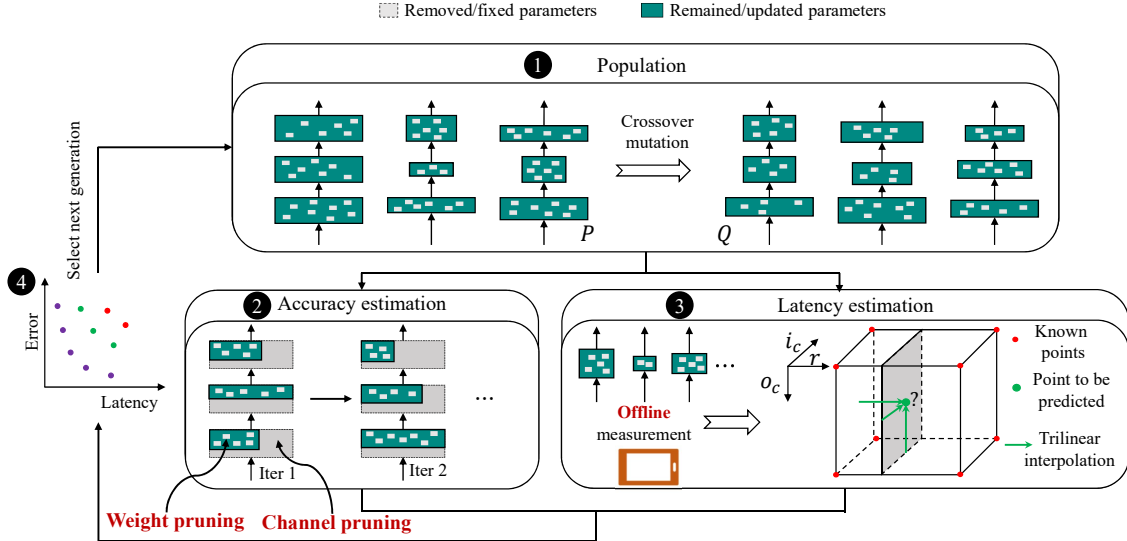 Removed/fixed parameters
Remained/updated parameters
1 Population
Crossover
mutation
P
Q
Select next generation
4
Error
Latency
2 Accuracy estimation
Iter 1
Iter 2
...
Weight pruning
Channel pruning
3 Latency estimation
...
Offline
measurement
i_c
r
o_c
?
Known
points
Point to be
predicted
Trilinear
interpolation